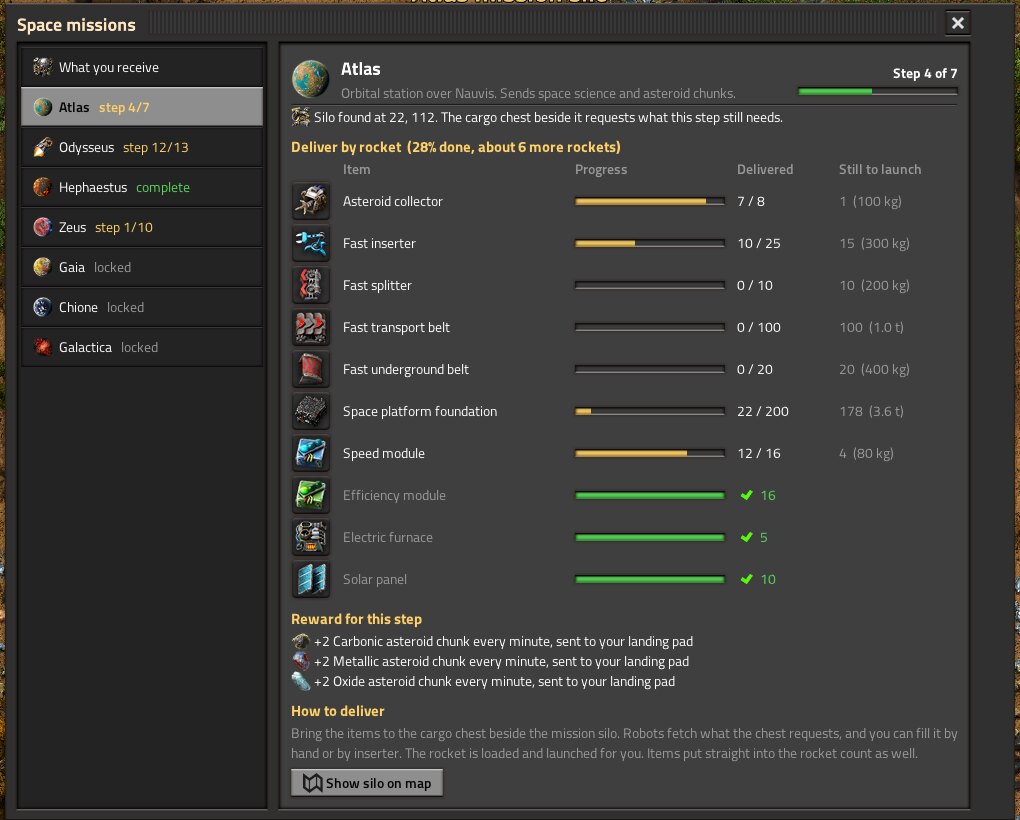 Space missions
What you receive
Atlas step 4/7
Odysseus step 12/13
Hephaestus complete
Zeus step 1/10
Gaia locked
Chione locked
Galactica locked
Atlas
Step 4 of 7
Orbital station over Nauvis. Sends space science and asteroid chunks.
Silo found at 22, 112. The cargo chest beside it requests what this step still needs.
Deliver by rocket (28% done, about 6 more rockets)
Item Progress Delivered Still to launch
Asteroid collector 7 / 8 1 (100 kg)
Fast inserter 10 / 25 15 (300 kg)
Fast splitter 0 / 10 10 (200 kg)
Fast transport belt 0 / 100 100 (1.0 t)
Fast underground belt 0 / 20 20 (400 kg)
Space platform foundation 22 / 200 178 (3.6 t)
Speed module 12 / 16 4 (80 kg)
Efficiency module 16
Electric furnace 5
Solar panel 10
Reward for this step
+2 Carbonic asteroid chunk every minute, sent to your landing pad
+2 Metallic asteroid chunk every minute, sent to your landing pad
+2 Oxide asteroid chunk every minute, sent to your landing pad
How to deliver
Bring the items to the cargo chest beside the mission silo. Robots fetch what the chest requests, and you can fill it by
hand or by inserter. The rocket is loaded and launched for you. Items put straight into the rocket count as well.
Show silo on map